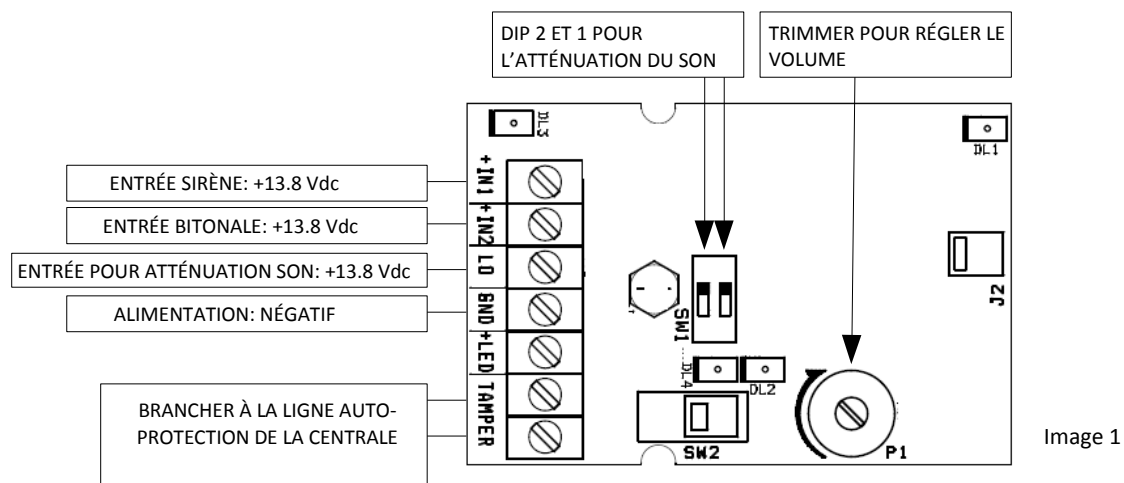 DIP 2 ET 1 POUR
L'ATTÉNUATION DU SON
TRIMMER POUR RÉGLER LE
VOLUME
DL3
DL1
ENTRÉE SIRÈNE: +13.8 Vdc
+IN1
ENTRÉE BITONALE: +13.8 Vdc
+IN2
ENTRÉE POUR ATTÉNUATION SON: +13.8 Vdc
LO
J2
ALIMENTATION: NÉGATIF
GND
SW1
+LED
DL4
DL2
BRANCHER À LA LIGNE AUTO-
PROTECTION DE LA CENTRALE
TAMPER
SW2
P1
Image 1